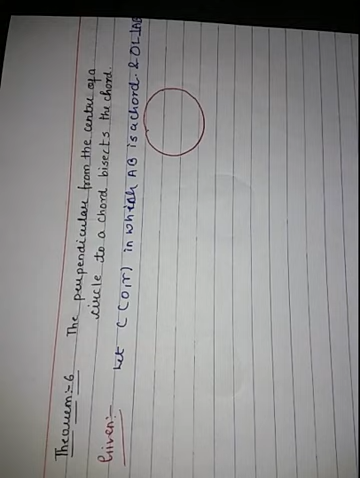 Theorem:-6 The perpendicular from the centre of a
circle to a chord bisects the chord.
Given:- Let C(O,r) in which AB is a chord & OL⊥AB